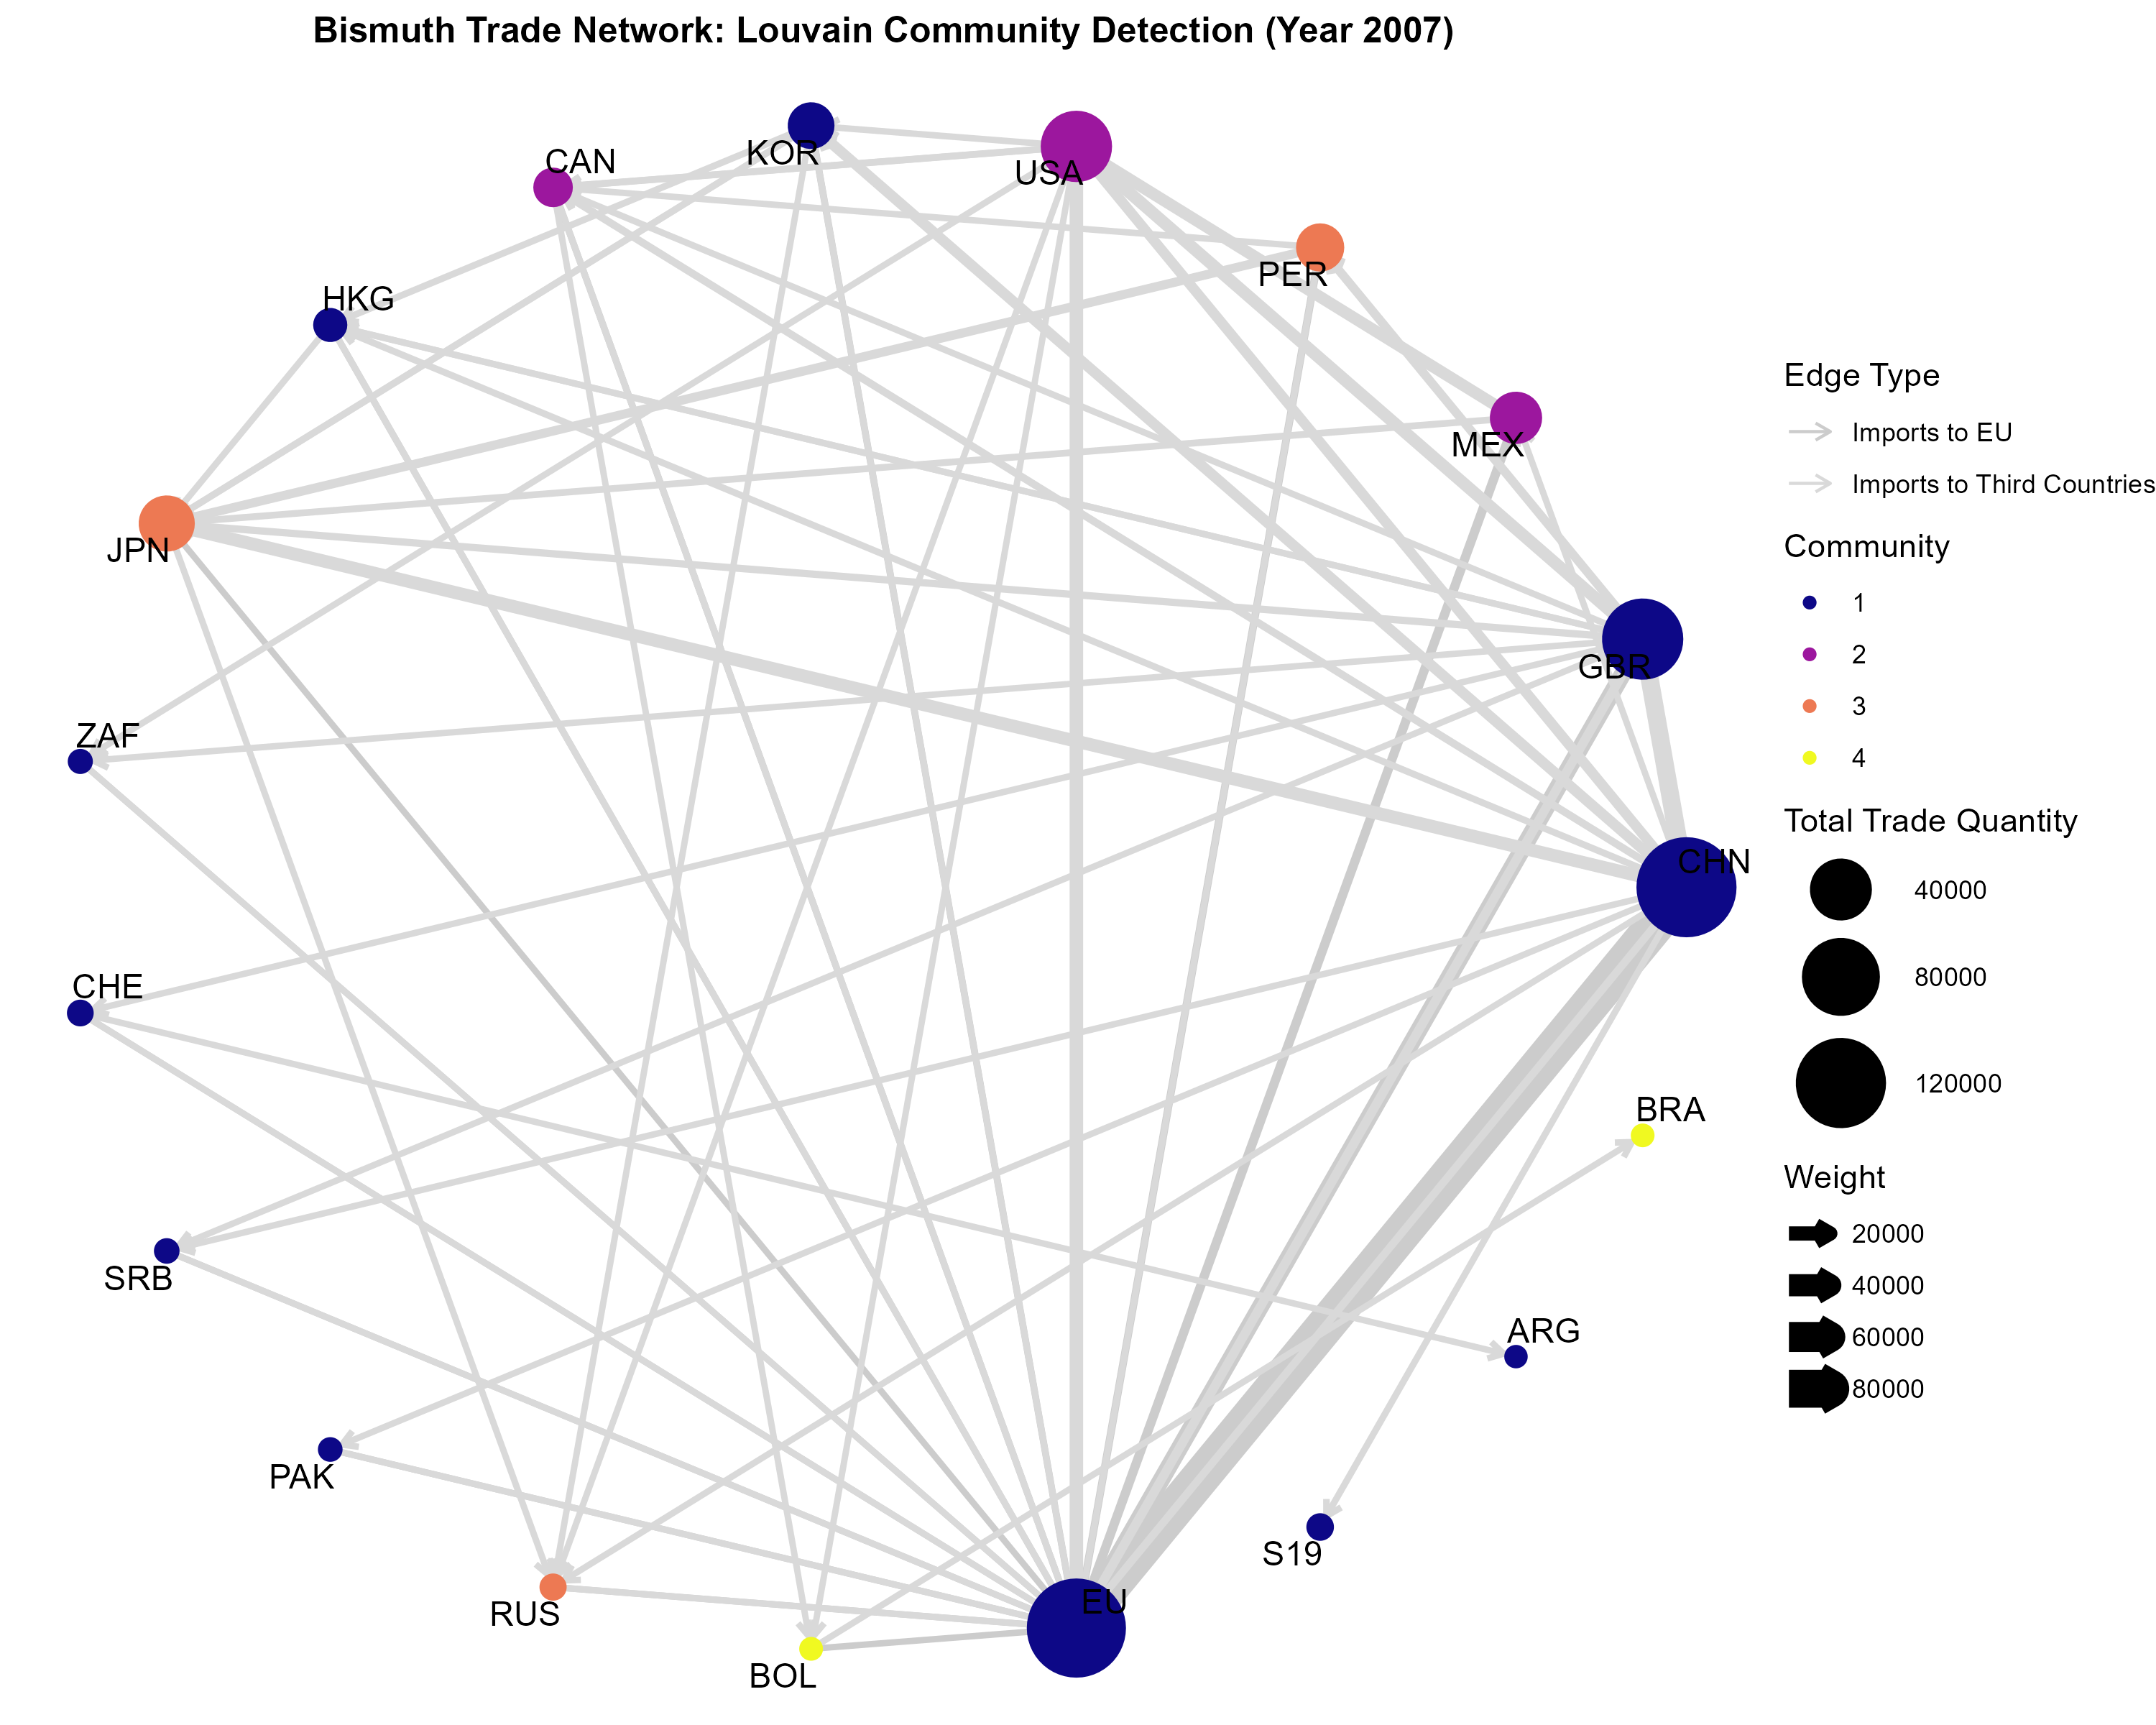 Bismuth Trade Network: Louvain Community Detection (Year 2007)
KOR
CAN
USA
PER
HKG
MEX
JPN
GBR
ZAF
CHN
CHE
BRA
SRB
ARG
PAK
S19
RUS
EU
BOL
Edge Type
Imports to EU
Imports to Third Countries
Community
1
2
3
4
Total Trade Quantity
40000
80000
120000
Weight
20000
40000
60000
80000